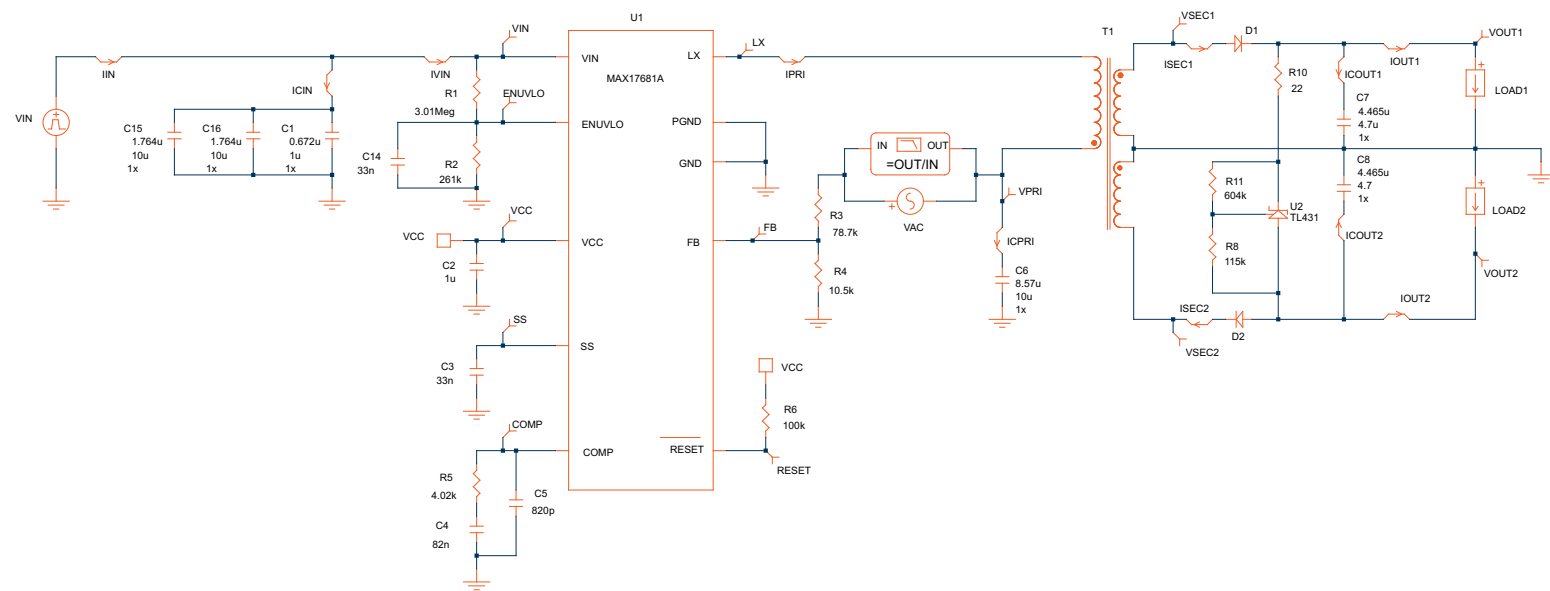 U1
MAX17681A
VIN
ENUVLO
VCC
SS
COMP
LX
PGND
GND
FB
RESET
VIN
IIN
ICIN
IVIN
VIN
C15
1.764u
10u
1x
C16
1.764u
10u
1x
C1
0.672u
1u
1x
R1
3.01Meg
ENUVLO
C14
33n
R2
261k
VCC
VCC
C2
1u
SS
C3
33n
COMP
R5
4.02k
C4
82n
C5
820p
LX
IPRI
FB
R3
78.7k
R4
10.5k
IN
OUT
=OUT/IN
VAC
VPRI
ICPRI
C6
8.57u
10u
1x
VCC
R6
100k
RESET
T1
VSEC1
ISEC1
D1
R10
22
ICOUT1
IOUT1
VOUT1
C7
4.465u
4.7u
1x
LOAD1
C8
4.465u
4.7
1x
R11
604k
U2
TL431
R8
115k
ICOUT2
LOAD2
VOUT2
ISEC2
D2
IOUT2
VSEC2